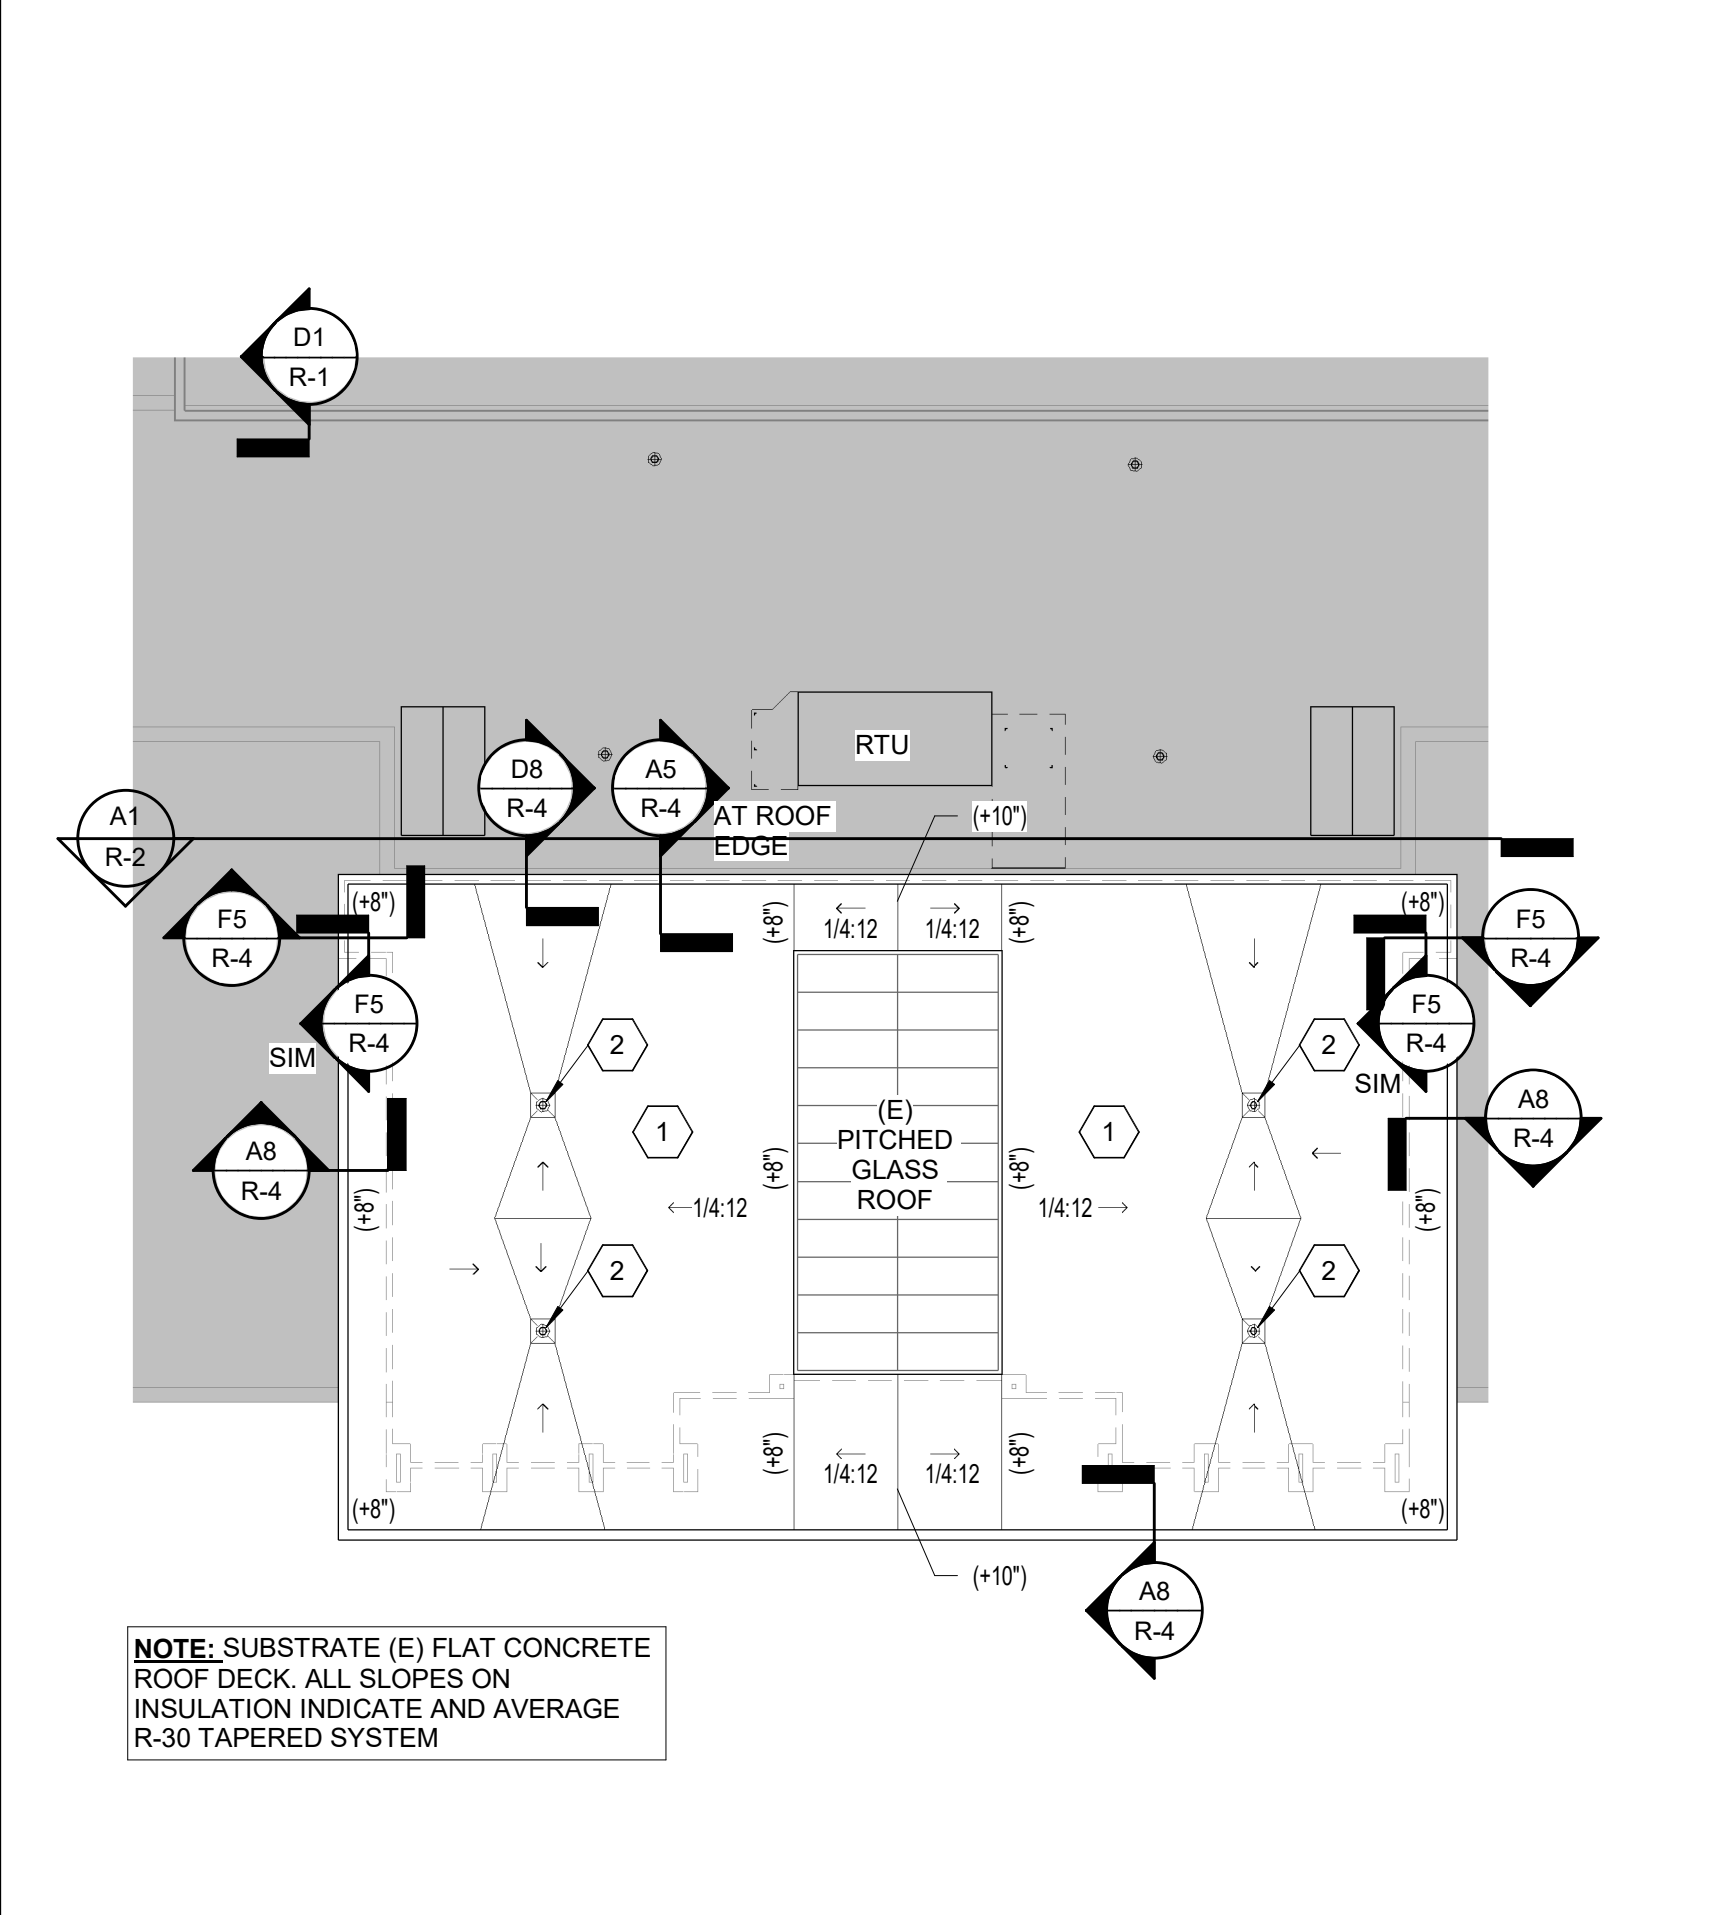 D1
R-1
RTU
D8
R-4
A5
R-4
AT ROOF
EDGE
(+10")
A1
R-2
(+8")
(+8")
(+8")
(+8")
1/4:12
1/4:12
F5
R-4
F5
R-4
F5
R-4
SIM
F5
R-4
SIM
2
2
1
1
(E)
PITCHED
GLASS
ROOF
A8
R-4
A8
R-4
(+8")
(+8")
(+8")
(+8")
1/4:12
1/4:12
2
2
(+8")
(+8")
1/4:12
1/4:12
(+8")
(+8")
(+10")
A8
R-4
NOTE: SUBSTRATE (E) FLAT CONCRETE
ROOF DECK. ALL SLOPES ON
INSULATION INDICATE AND AVERAGE
R-30 TAPERED SYSTEM